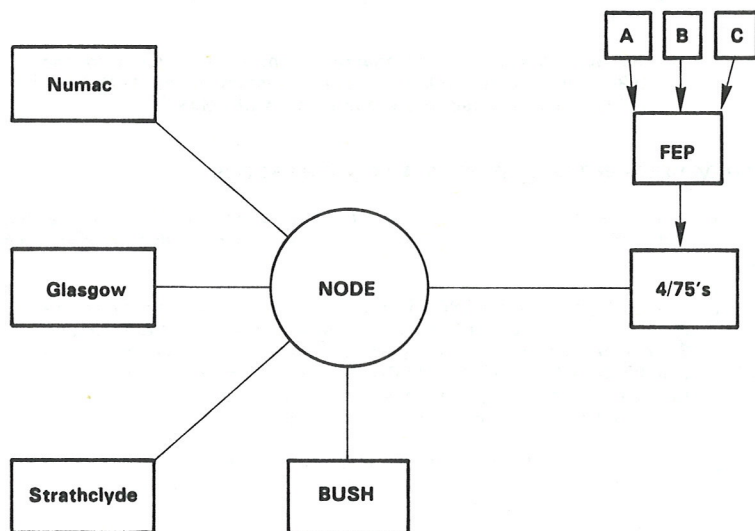 A B C
Numac
FEP
Glasgow
NODE
4/75's
Strathclyde
BUSH